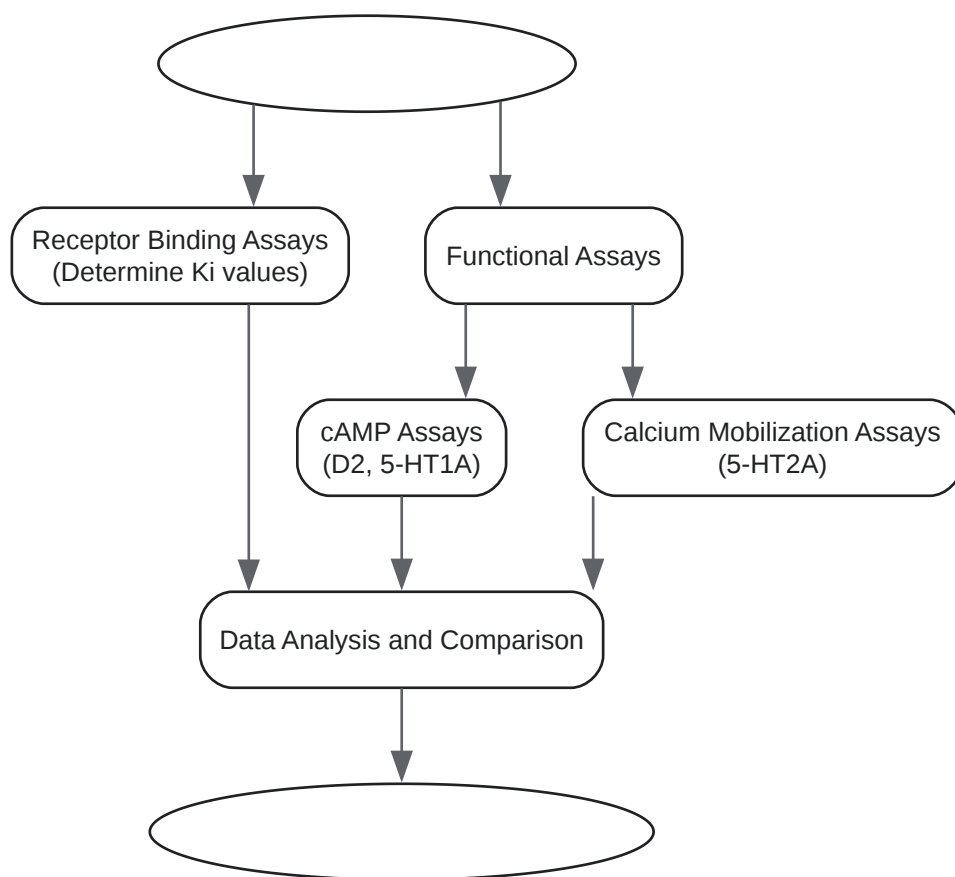 Receptor Binding Assays
(Determine Ki values)
Functional Assays
cAMP Assays
(D2, 5-HT1A)
Calcium Mobilization Assays
(5-HT2A)
Data Analysis and Comparison